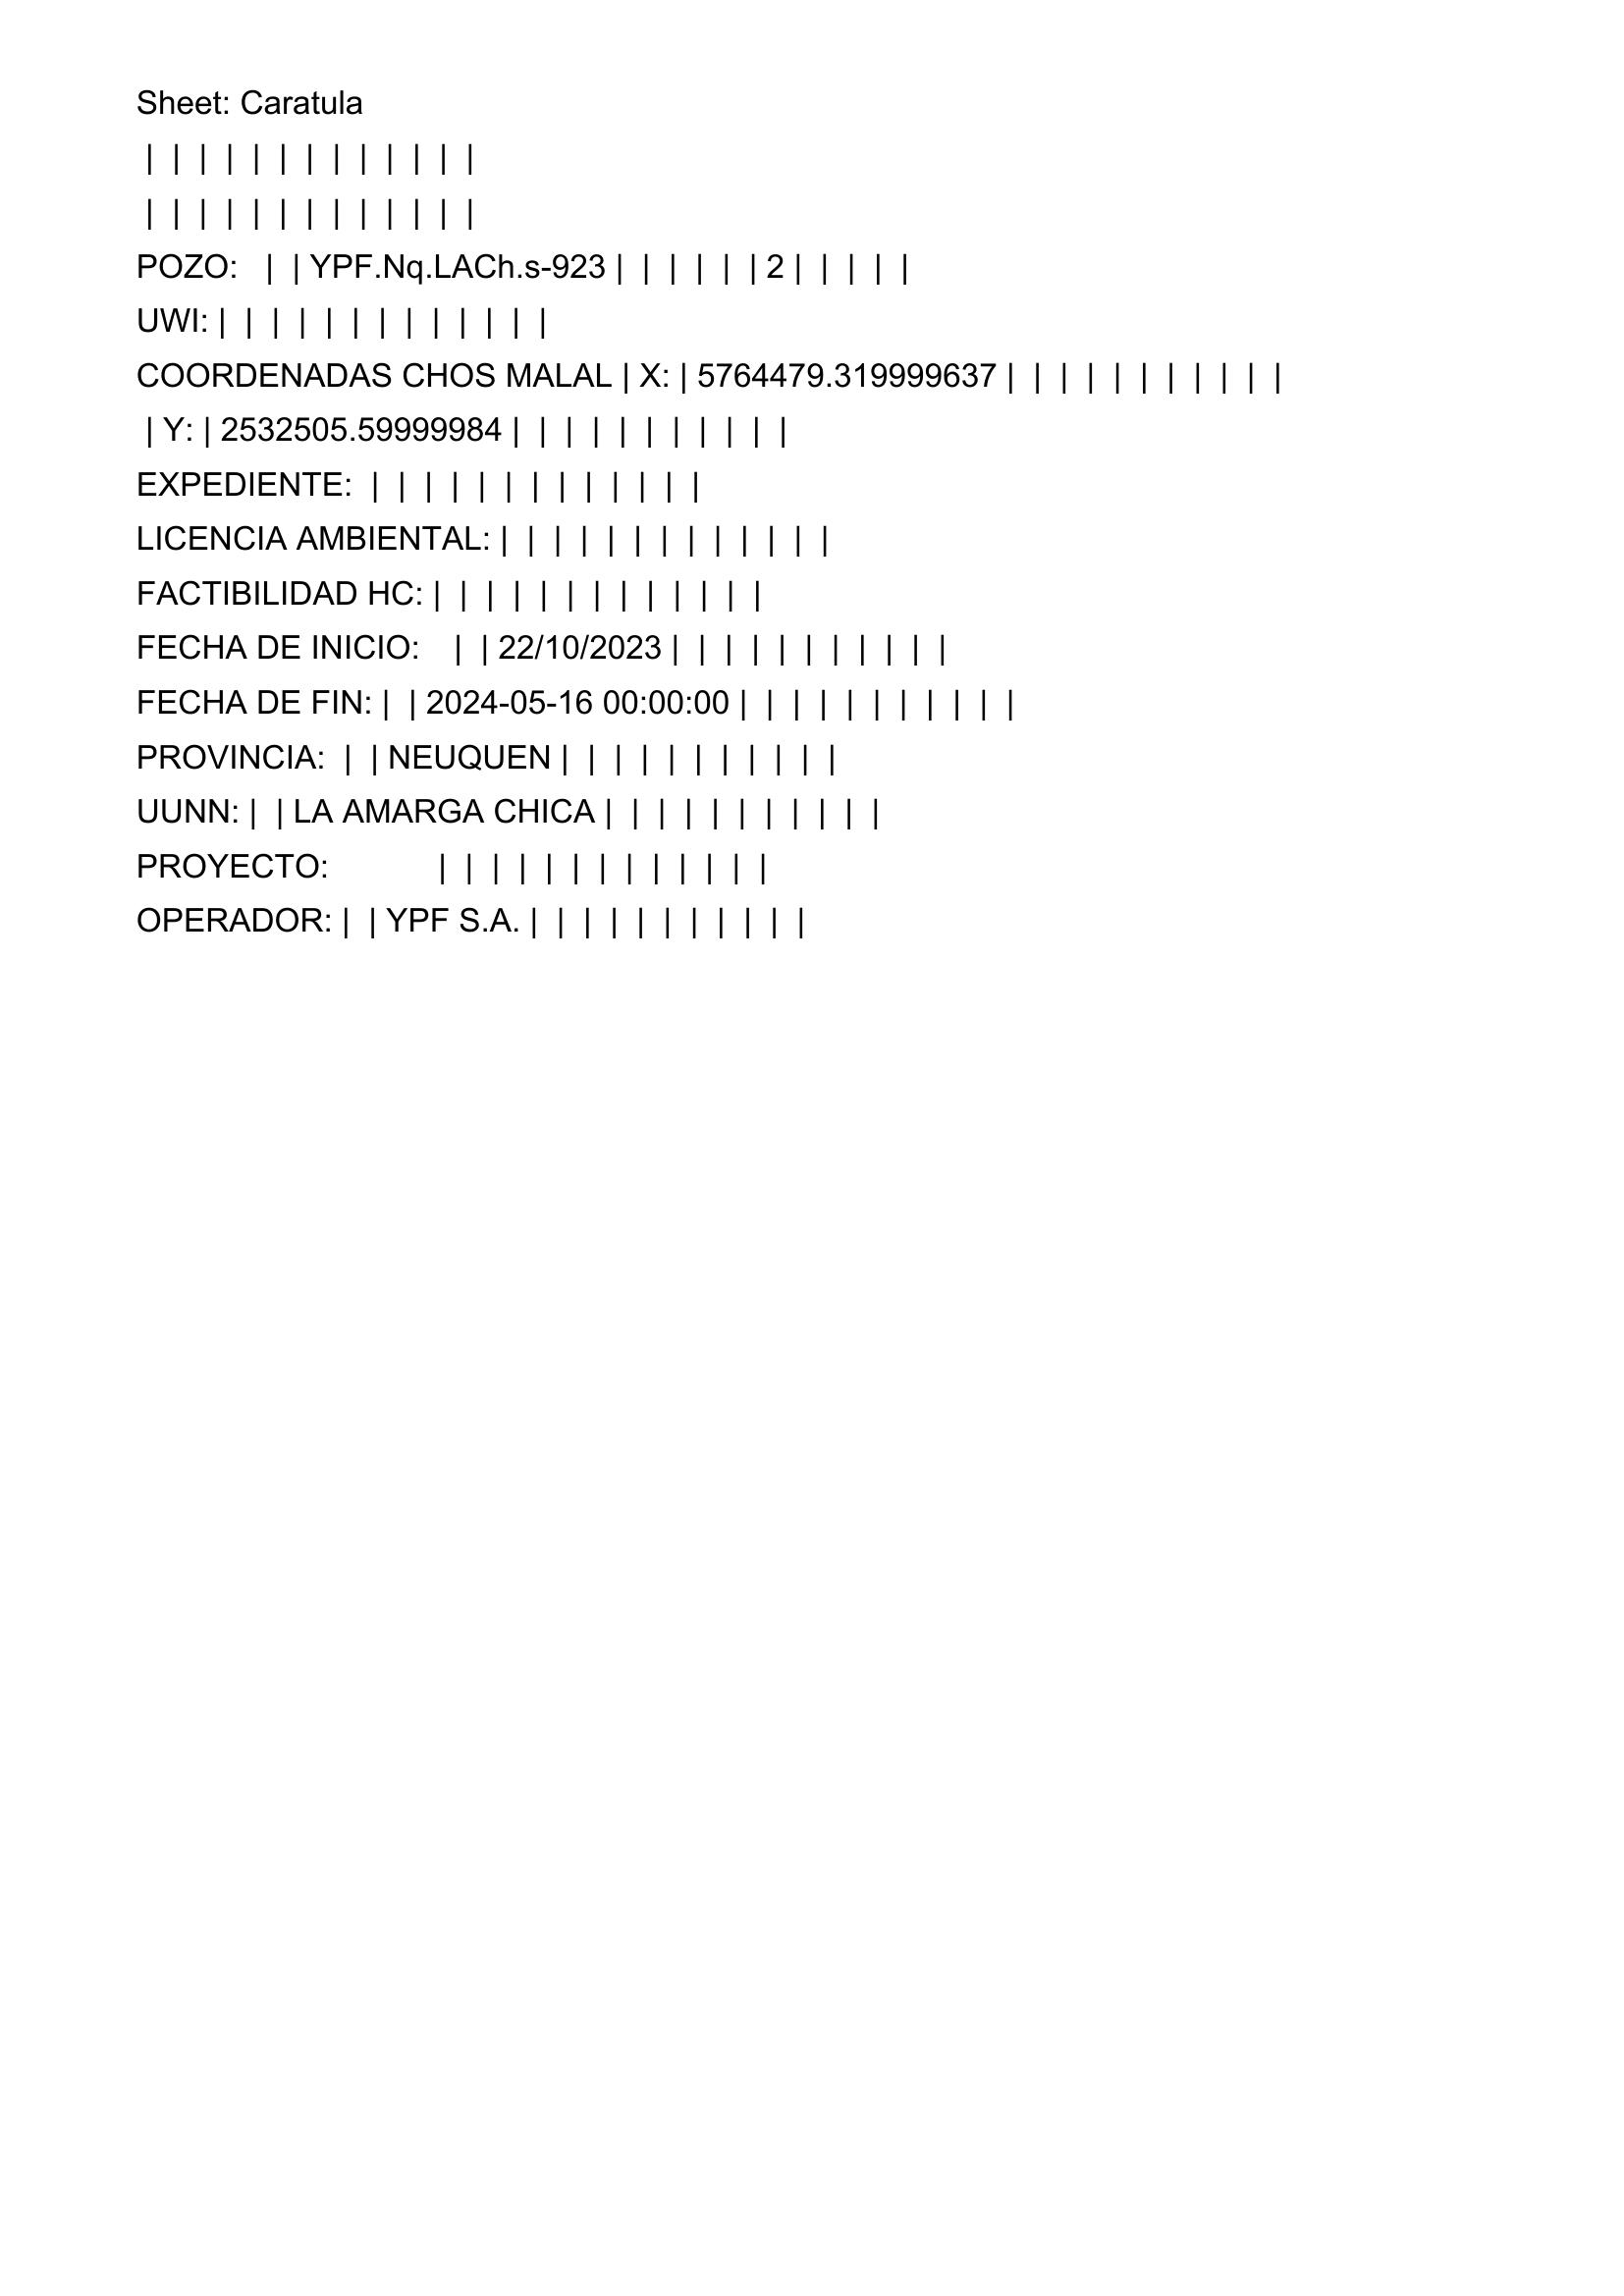 Sheet: Caratula
 |  |  |  |  |  |  |  |  |  |  |  |  |
 |  |  |  |  |  |  |  |  |  |  |  |  |
POZO:   |  | YPF.Nq.LACh.s-923 |  |  |  |  |  | 2 |  |  |  |  |
UWI: |  |  |  |  |  |  |  |  |  |  |  |  |
COORDENADAS CHOS MALAL | X: | 5764479.319999637 |  |  |  |  |  |  |  |  |  |  |
 | Y: | 2532505.59999984 |  |  |  |  |  |  |  |  |  |  |
EXPEDIENTE:  |  |  |  |  |  |  |  |  |  |  |  |  |
LICENCIA AMBIENTAL: |  |  |  |  |  |  |  |  |  |  |  |  |
FACTIBILIDAD HC: |  |  |  |  |  |  |  |  |  |  |  |  |
FECHA DE INICIO:    |  | 22/10/2023 |  |  |  |  |  |  |  |  |  |  |
FECHA DE FIN: |  | 2024-05-16 00:00:00 |  |  |  |  |  |  |  |  |  |  |
PROVINCIA:  |  | NEUQUEN |  |  |  |  |  |  |  |  |  |  |
UUNN: |  | LA AMARGA CHICA |  |  |  |  |  |  |  |  |  |  |
PROYECTO:            |  |  |  |  |  |  |  |  |  |  |  |  |
OPERADOR: |  | YPF S.A. |  |  |  |  |  |  |  |  |  |  |